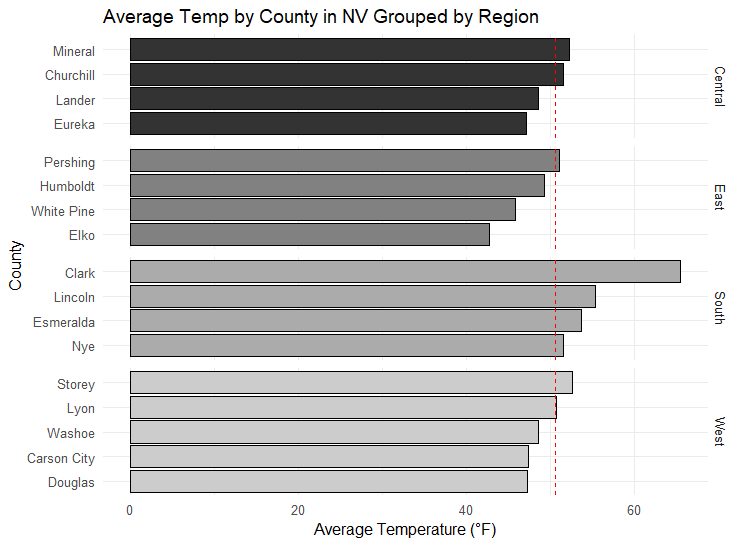 Average Temp by County in NV Grouped by Region
County
Mineral
Churchill
Lander
Eureka
Central
Pershing
Humboldt
White Pine
Elko
East
Clark
Lincoln
Esmeralda
Nye
South
Storey
Lyon
Washoe
Carson City
Douglas
West
0 20 40 60
Average Temperature (°F)